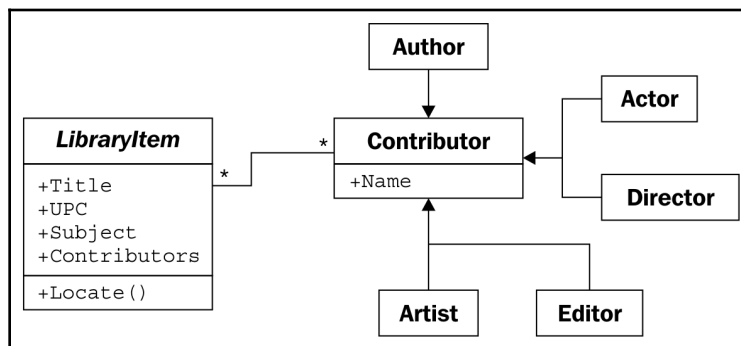 Author
Actor
LibraryItem
*
*
Contributor
+Title
+UPC
+Subject
+Contributors
+Name
Director
+Locate()
Artist
Editor